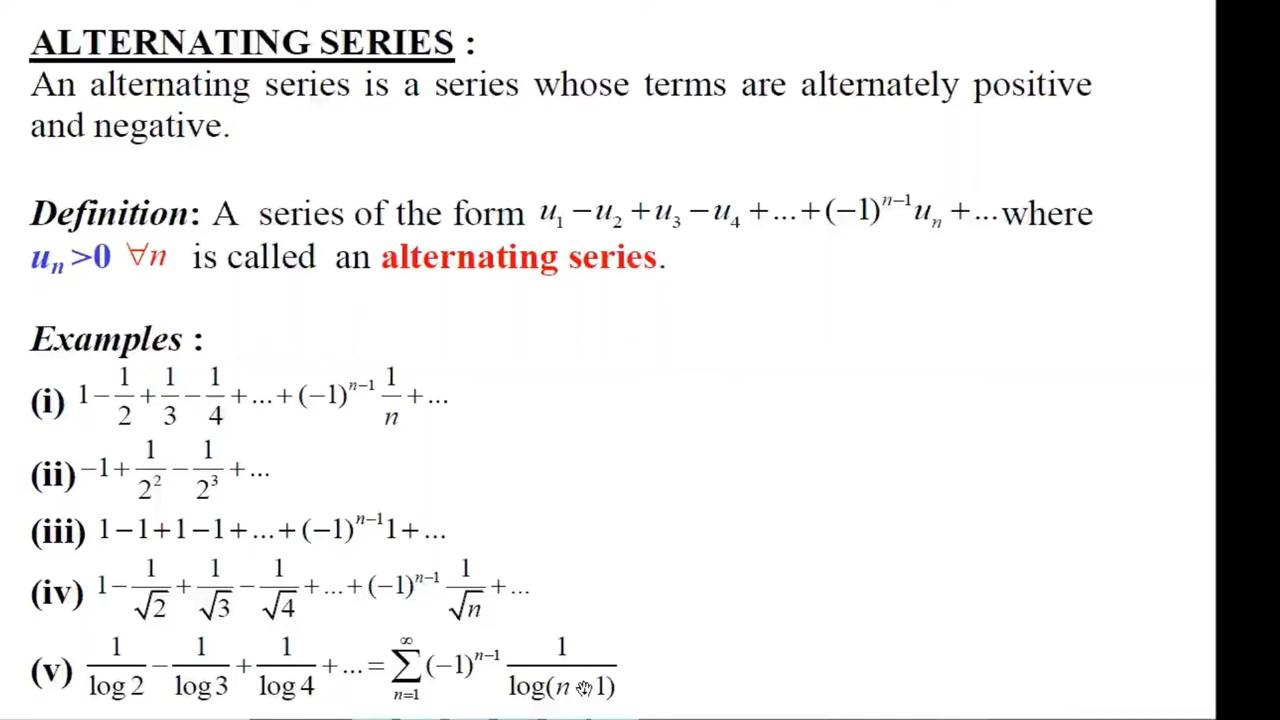 ALTERNATING SERIES :
An alternating series is a series whose terms are alternately positive
and negative.
Definition: A series of the form u₁ − u₂ + u₃ − u₄ + ... + (−1)ⁿ⁻¹uₙ + ... where
uₙ >0 ∀n is called an alternating series.
Examples :
(i) 1 − 1/2 + 1/3 − 1/4 + ... + (−1)ⁿ⁻¹ 1/n + ...
(ii) −1 + 1/2² − 1/2³ + ...
(iii) 1 − 1 + 1 − 1 + ... + (−1)ⁿ⁻¹1 + ...
(iv) 1 − 1/√2 + 1/√3 − 1/√4 + ... + (−1)ⁿ⁻¹ 1/√n + ...
(v) 1/log 2 − 1/log 3 + 1/log 4 + ... = ∑_{n=1}^{∞} (−1)ⁿ⁻¹ 1/log(n 1)